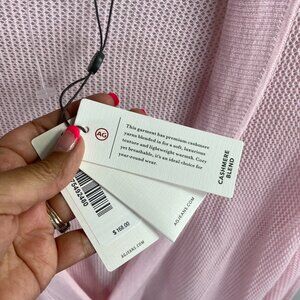 AG
This garment has premium cashmere
yarns blended in for a soft, luxurious
texture and lightweight warmth. Cozy
yet breathable, it's an ideal choice for
year-round wear.
CASHMERE
BLEND
AGJEANS.COM
$ 168.00
AGJEANS.COM